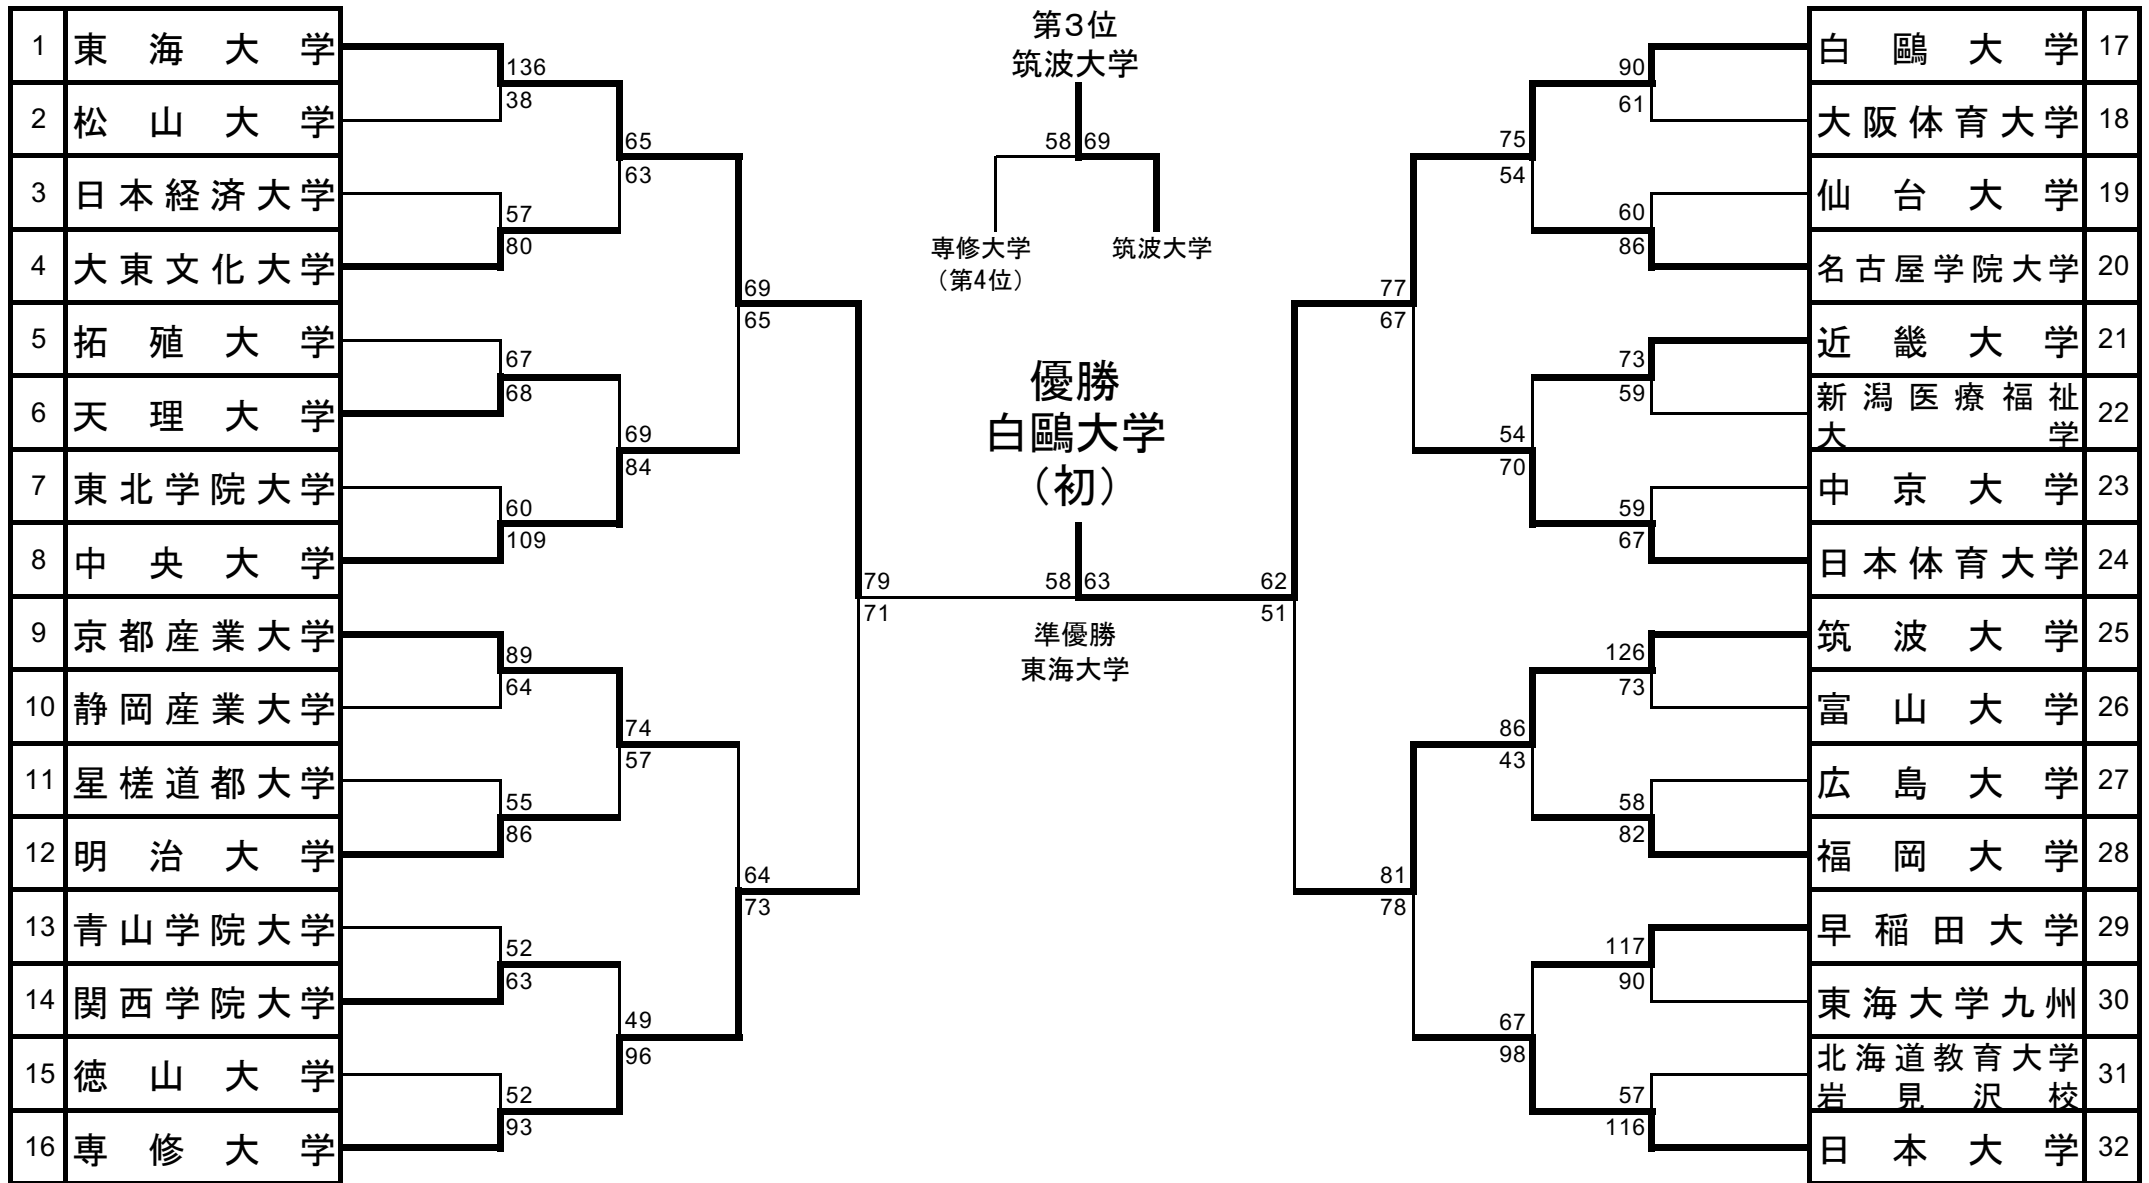 1 東海大学
2 松山大学
3 日本経済大学
4 大東文化大学
5 拓殖大学
6 天理大学
7 東北学院大学
8 中央大学
9 京都産業大学
10 静岡産業大学
11 星槎道都大学
12 明治大学
13 青山学院大学
14 関西学院大学
15 徳山大学
16 専修大学
136
38
57
80
67
68
60
109
89
64
55
86
52
63
52
93
65
63
69
84
74
57
49
96
69
65
64
73
79
71
第3位
筑波大学
58 69
専修大学
(第4位)
筑波大学
優勝
白鷗大学
(初)
58 63
準優勝
東海大学
62
51
77
67
81
78
75
54
54
70
86
43
67
98
90
61
60
86
73
59
59
67
126
73
58
82
117
90
57
116
白鷗大学 17
大阪体育大学 18
仙台大学 19
名古屋学院大学 20
近畿大学 21
新潟医療福祉
大学 22
中京大学 23
日本体育大学 24
筑波大学 25
富山大学 26
広島大学 27
福岡大学 28
早稲田大学 29
東海大学九州 30
北海道教育大学
岩見沢校 31
日本大学 32